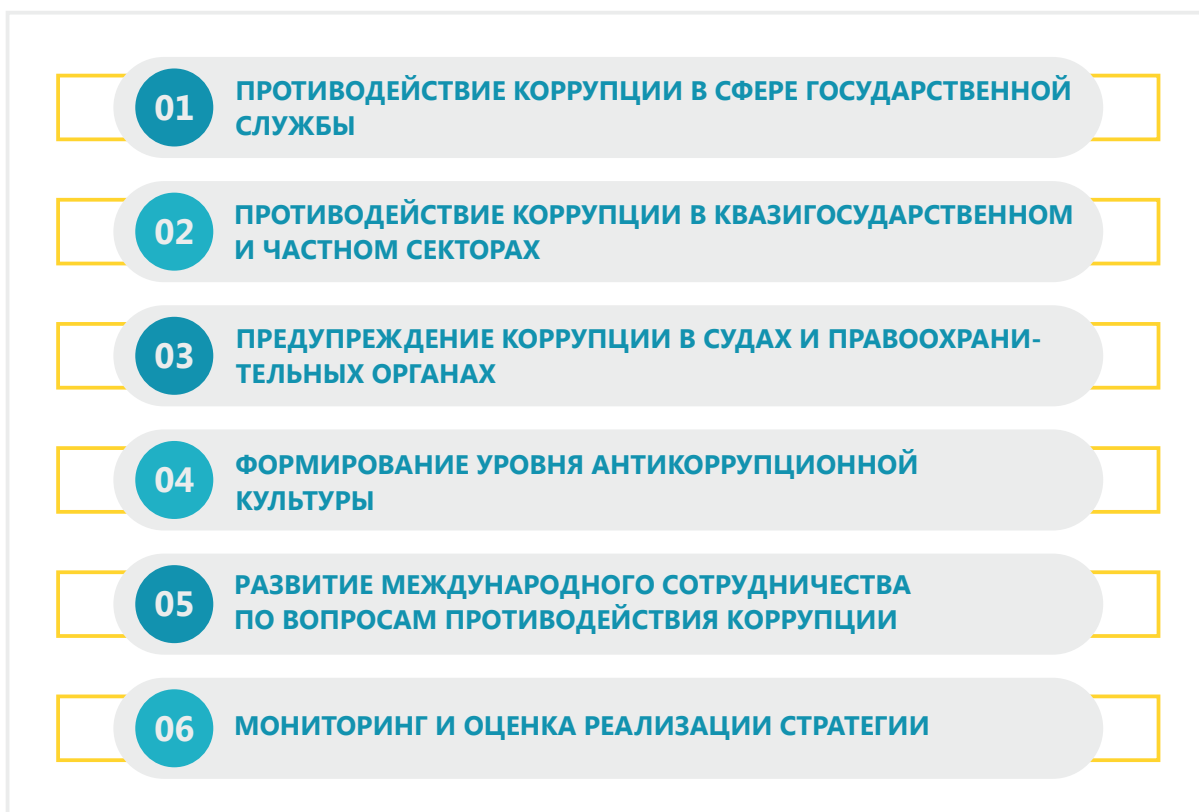 01
ПРОТИВОДЕЙСТВИЕ КОРРУПЦИИ В СФЕРЕ ГОСУДАРСТВЕННОЙ
СЛУЖБЫ
02
ПРОТИВОДЕЙСТВИЕ КОРРУПЦИИ В КВАЗИГОСУДАРСТВЕННОМ
И ЧАСТНОМ СЕКТОРАХ
03
ПРЕДУПРЕЖДЕНИЕ КОРРУПЦИИ В СУДАХ И ПРАВООХРАНИ-
ТЕЛЬНЫХ ОРГАНАХ
04
ФОРМИРОВАНИЕ УРОВНЯ АНТИКОРРУПЦИОННОЙ
КУЛЬТУРЫ
05
РАЗВИТИЕ МЕЖДУНАРОДНОГО СОТРУДНИЧЕСТВА
ПО ВОПРОСАМ ПРОТИВОДЕЙСТВИЯ КОРРУПЦИИ
06
МОНИТОРИНГ И ОЦЕНКА РЕАЛИЗАЦИИ СТРАТЕГИИ